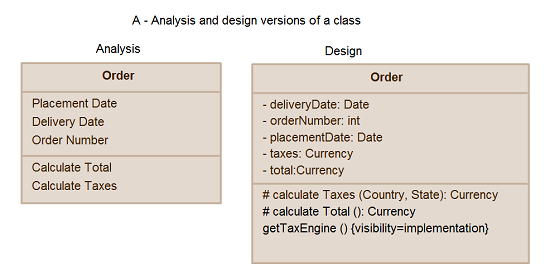 A - Analysis and design versions of a class
Analysis
Order
Placement Date
Delivery Date
Order Number
Calculate Total
Calculate Taxes
Design
Order
- deliveryDate: Date
- orderNumber: int
- placementDate: Date
- taxes: Currency
- total:Currency
# calculate Taxes (Country, State): Currency
# calculate Total (): Currency
getTaxEngine () {visibility=implementation}